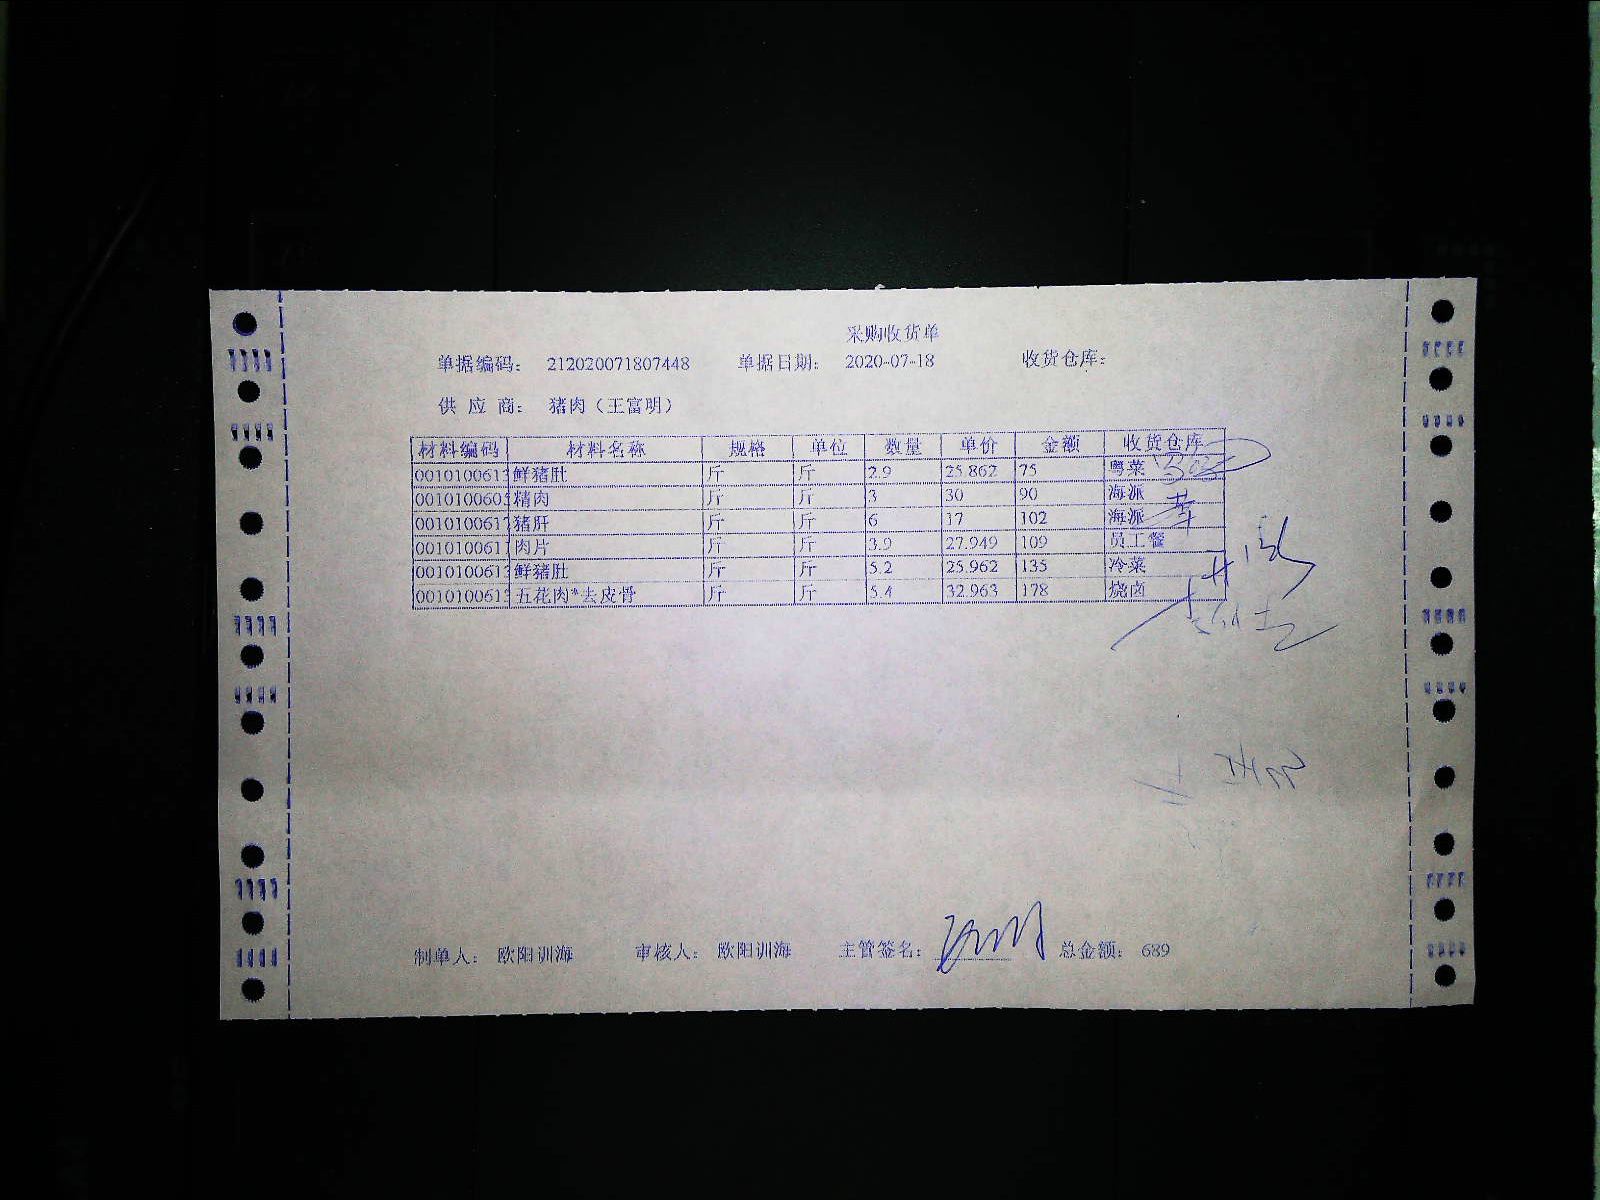 采购收货单
单据编码： 212020071807448 单据日期： 2020-07-18 收货仓库：
供 应 商： 猪肉（王富明）
材料编码 材料名称 规格 单位 数量 单价 金额 收货仓库
0010100613 鲜猪肚 斤 斤 2.9 25.862 75 粤菜
0010100605 精肉 斤 斤 3 30 90 海派
0010100617 猪肝 斤 斤 6 17 102 海派
0010100611 肉片 斤 斤 3.9 27.949 109 员工餐
0010100613 鲜猪肚 斤 斤 5.2 25.962 135 冷菜
0010100613 五花肉*去皮骨 斤 斤 5.4 32.963 178 烧卤
制单人： 欧阳训海 审核人： 欧阳训海 主管签名： 总金额： 689